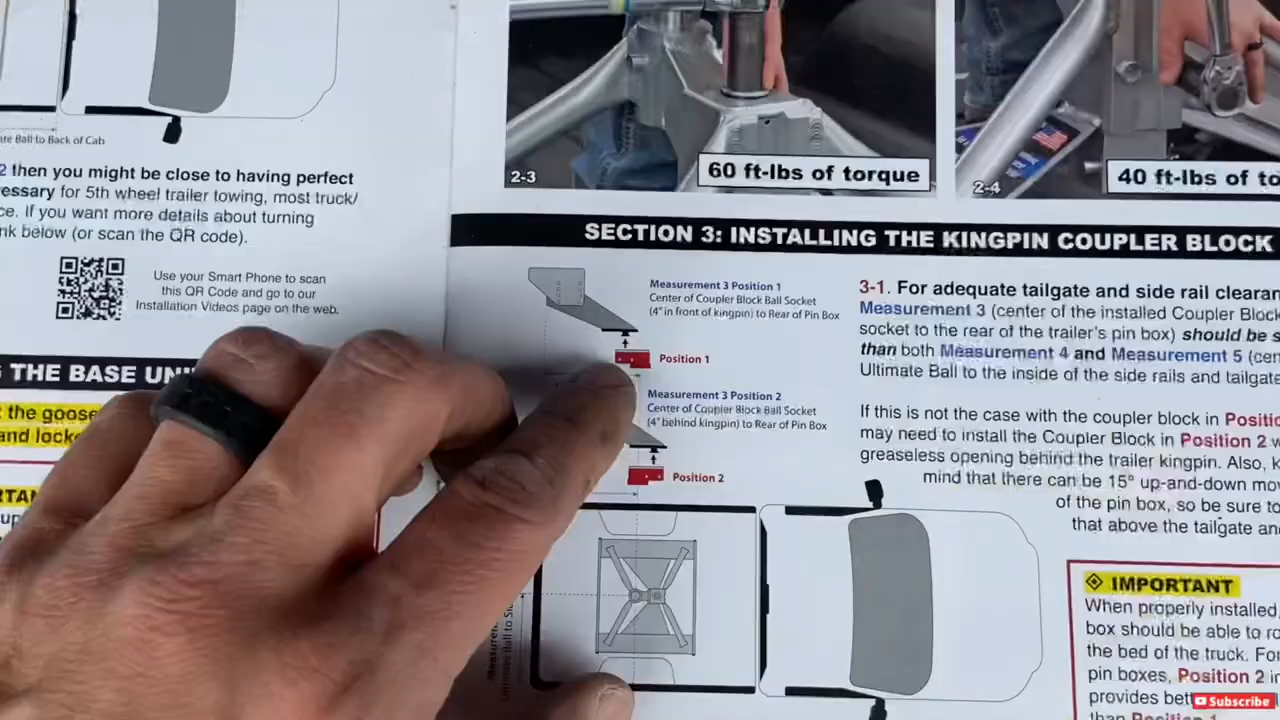 te Ball to Back of Cab
2 then you might be close to having perfect
essary for 5th wheel trailer towing, most truck/
ce. If you want more details about turning
nk below (or scan the QR code).
Use your Smart Phone to scan
this QR Code and go to our
Installation Videos page on the web.
THE BASE UNI
t the goose
and locke
RTAN
up
2-3
60 ft-lbs of torque
2-4
40 ft-lbs of to
SECTION 3: INSTALLING THE KINGPIN COUPLER BLOCK
Measurement 3 Position 1
Center of Coupler Block Ball Socket
(4" in front of kingpin) to Rear of Pin Box
Position 1
Measurement 3 Position 2
Center of Coupler Block Ball Socket
(4" behind kingpin) to Rear of Pin Box
Position 2
3-1. For adequate tailgate and side rail clearan
Measurement 3 (center of the installed Coupler Block
socket to the rear of the trailer's pin box) should be s
than both Measurement 4 and Measurement 5 (cen
Ultimate Ball to the inside of the side rails and tailgate
If this is not the case with the coupler block in Positio
may need to install the Coupler Block in Position 2 w
greaseless opening behind the trailer kingpin. Also, k
mind that there can be 15° up-and-down mov
of the pin box, so be sure to
that above the tailgate an
IMPORTANT
When properly installed,
box should be able to ro
the bed of the truck. For
pin boxes, Position 2 in
provides bett
than Position
Subscribe